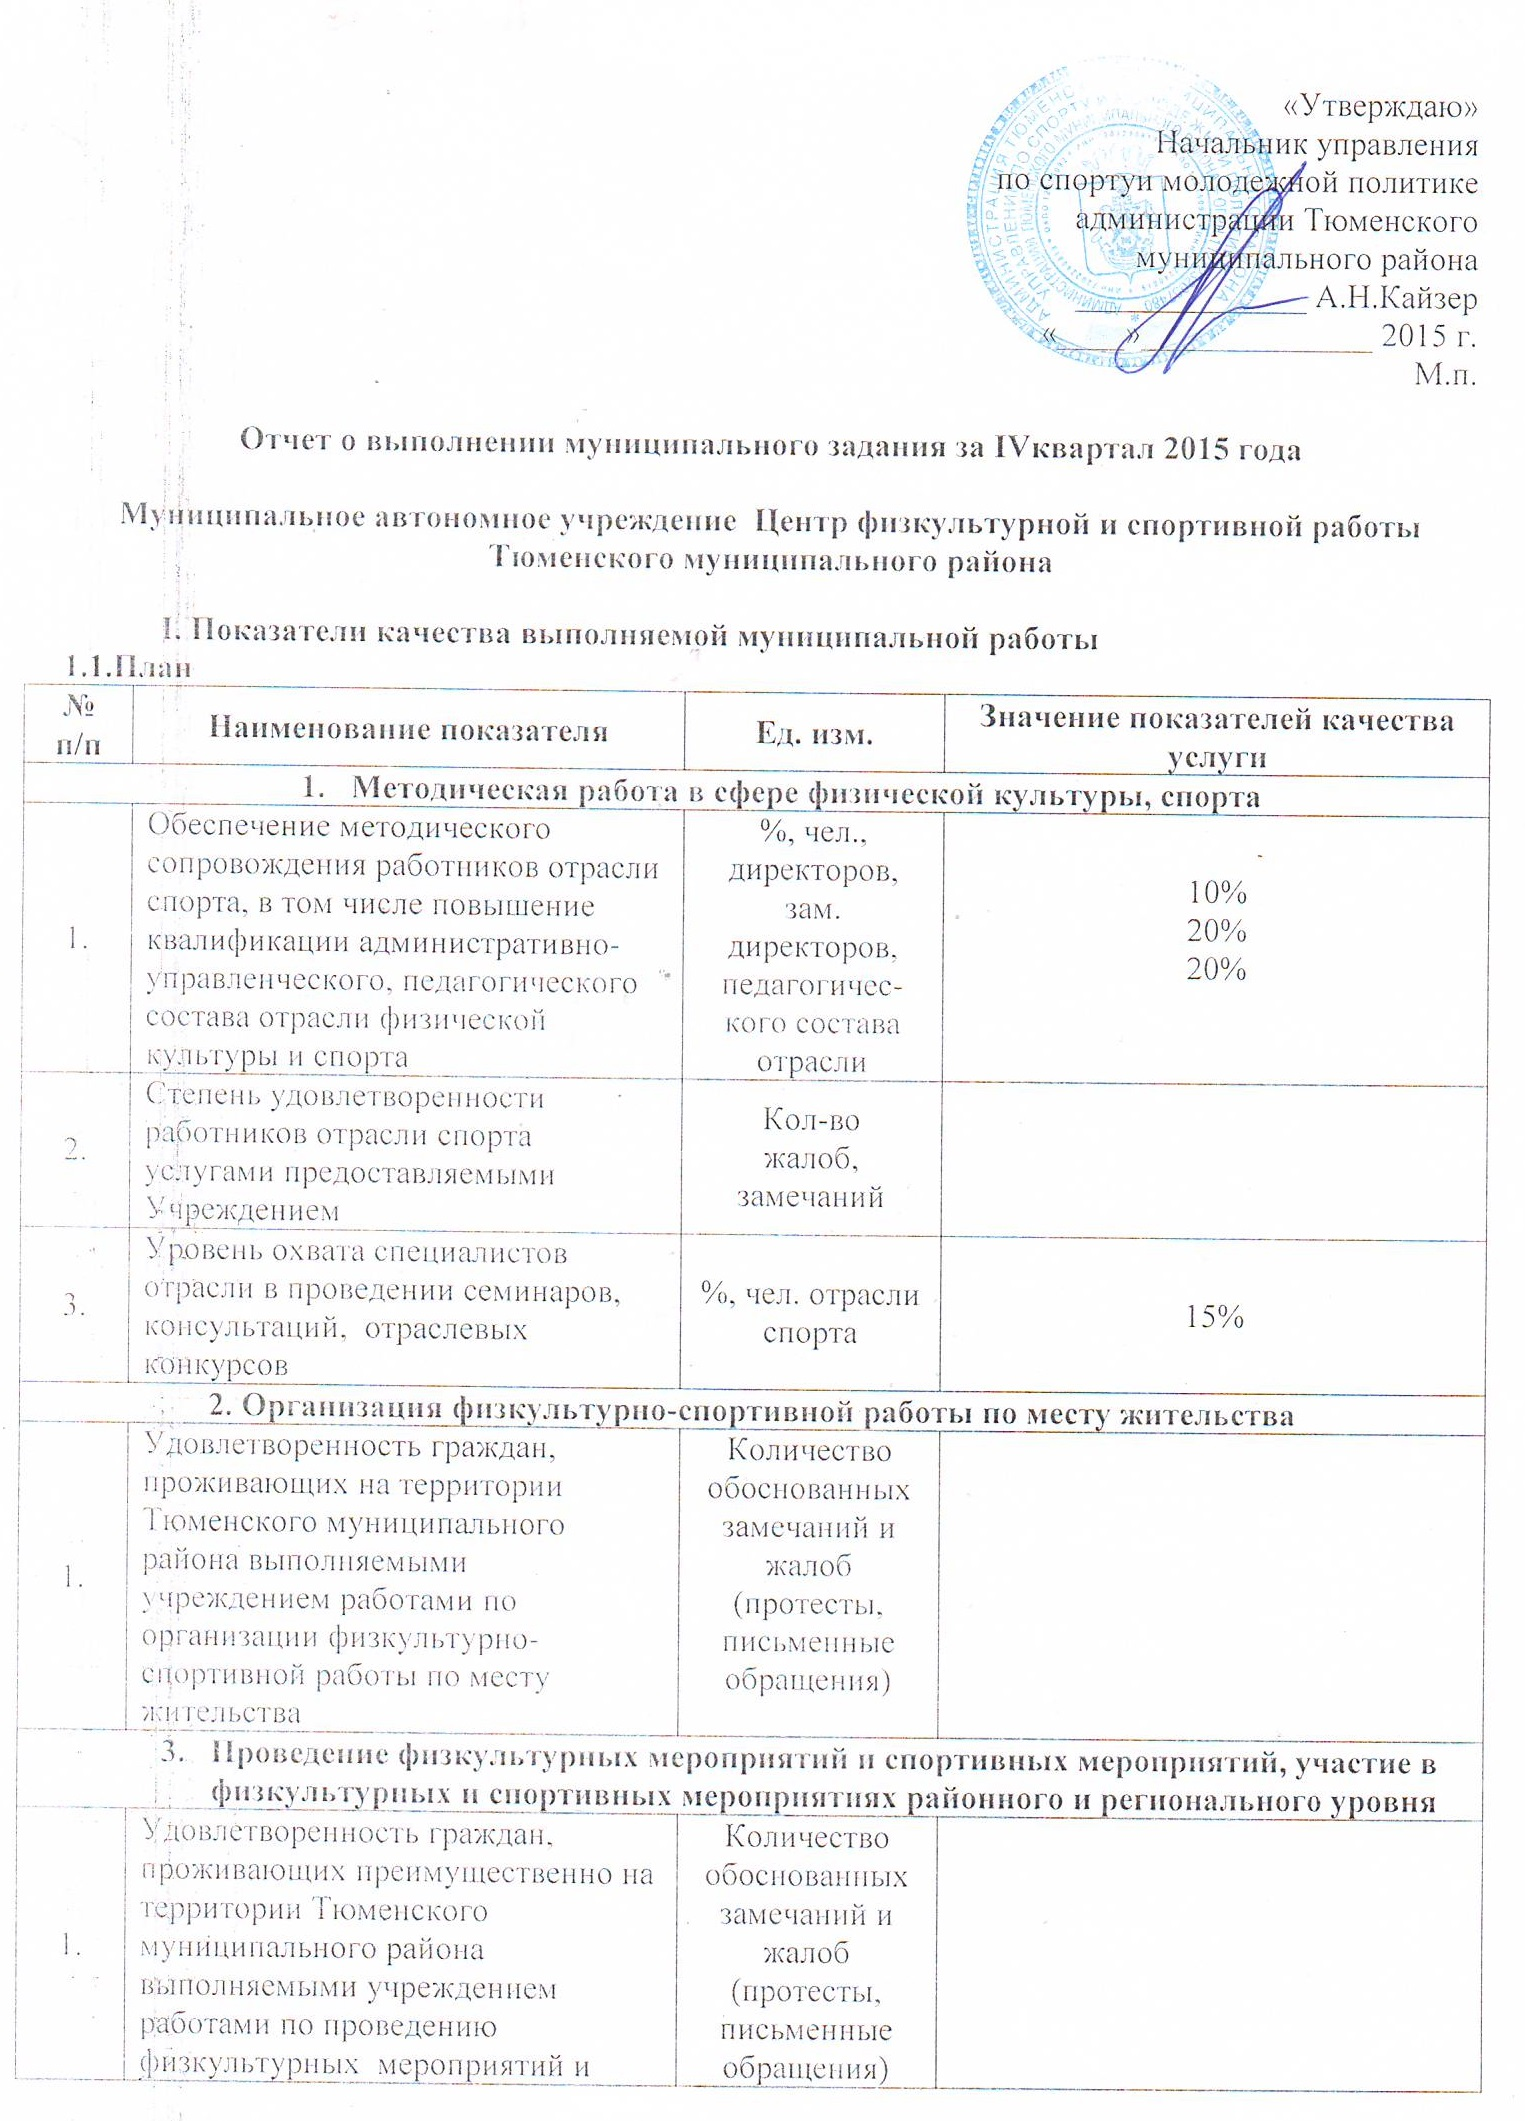 «Утверждаю»
Начальник управления
по спортуи молодежной политике
администрации Тюменского
муниципального района
А.Н.Кайзер
«____»______________ 2015 г.
М.п.
Отчет о выполнении муниципального задания за IVквартал 2015 года
Муниципальное автономное учреждение Центр физкультурной и спортивной работы
Тюменского муниципального района
I. Показатели качества выполняемой муниципальной работы
1.1.План
№
п/п
Наименование показателя
Ед. изм.
Значение показателей качества
услуги
1. Методическая работа в сфере физической культуры, спорта
1.
Обеспечение методического
сопровождения работников отрасли
спорта, в том числе повышение
квалификации административно-
управленческого, педагогического
состава отрасли физической
культуры и спорта
%, чел.,
директоров,
зам.
директоров,
педагогичес-
кого состава
отрасли
10%
20%
20%
2.
Степень удовлетворенности
работников отрасли спорта
услугами предоставляемыми
Учреждением
Кол-во
жалоб,
замечаний
3.
Уровень охвата специалистов
отрасли в проведении семинаров,
консультаций, отраслевых
конкурсов
%, чел. отрасли
спорта
15%
2. Организация физкультурно-спортивной работы по месту жительства
1.
Удовлетворенность граждан,
проживающих на территории
Тюменского муниципального
района выполняемыми
учреждением работами по
организации физкультурно-
спортивной работы по месту
жительства
Количество
обоснованных
замечаний и
жалоб
(протесты,
письменные
обращения)
3. Проведение физкультурных мероприятий и спортивных мероприятий, участие в
физкультурных и спортивных мероприятиях районного и регионального уровня
1.
Удовлетворенность граждан,
проживающих преимущественно на
территории Тюменского
муниципального района
выполняемыми учреждением
работами по проведению
физкультурных мероприятий и
Количество
обоснованных
замечаний и
жалоб
(протесты,
письменные
обращения)